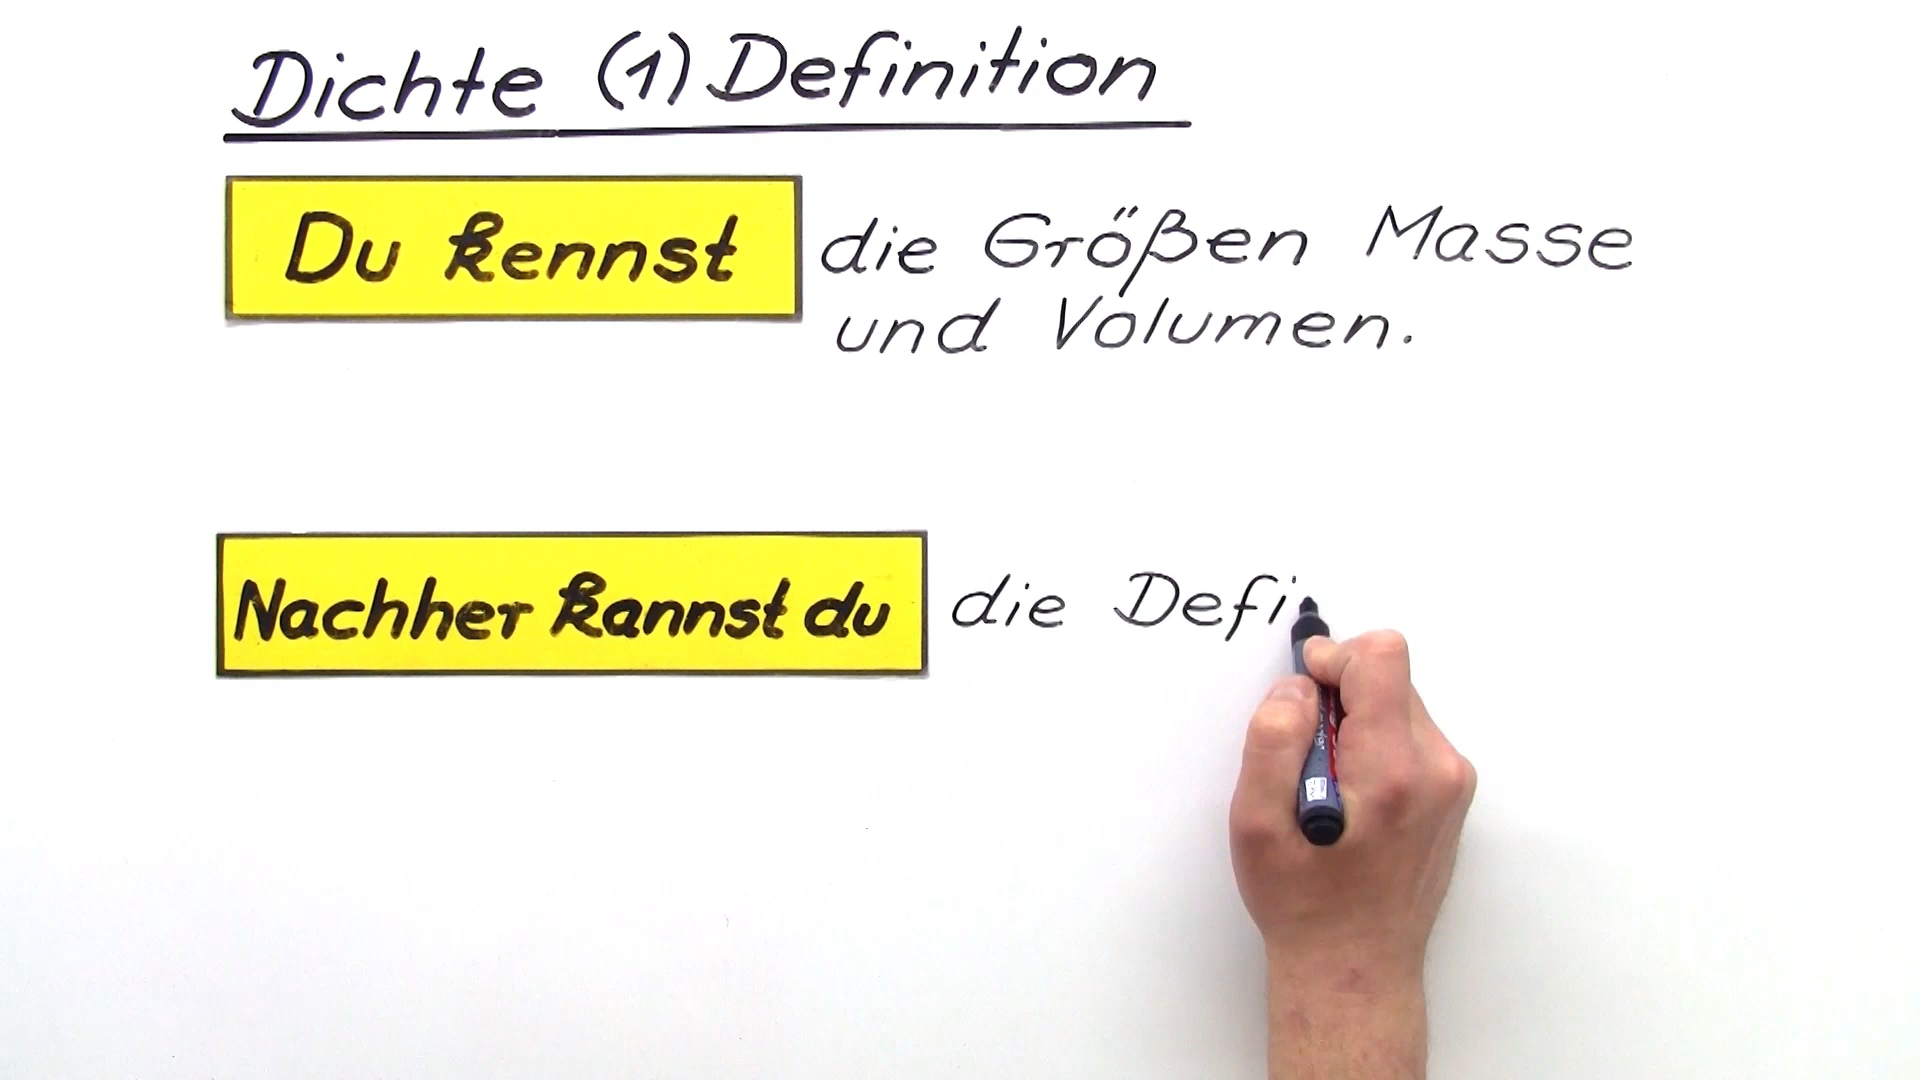 Dichte (1) Definition
Du kennst die Größen Masse
und Volumen.
Nachher kannst du die Defi